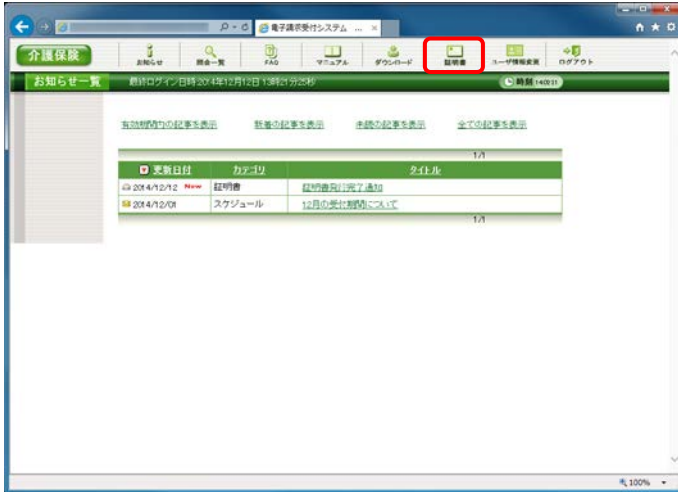 電子請求受付システム ...
介護保険
お知らせ 照会一覧 FAQ マニュアル ダウンロード 証明書 ユーザ情報変更 ログアウト
お知らせ一覧
最終ログイン日時:2014年12月12日 13時21分25秒
時刻
有効期間内の記事を表示 新着の記事を表示 未読の記事を表示 全ての記事を表示
1/1
更新日付 カテゴリ タイトル
2014/12/12 New 証明書 証明書発行完了通知
2014/12/01 スケジュール 12月の受付期間について
1/1
100%